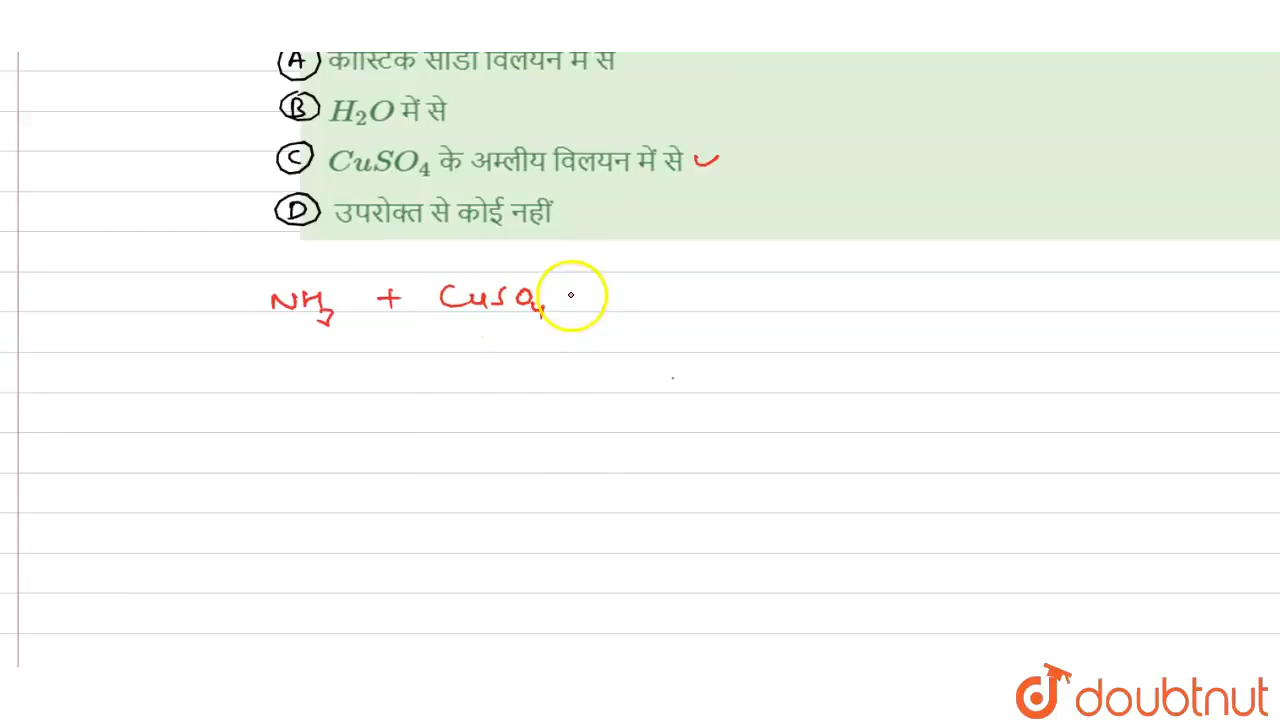 (A) कास्टिक सोडा विलयन में से
(B) H₂O में से
(C) CuSO₄ के अम्लीय विलयन में से ✓
(D) उपरोक्त से कोई नहीं
NH₃ + CuSO₄
doubtnut